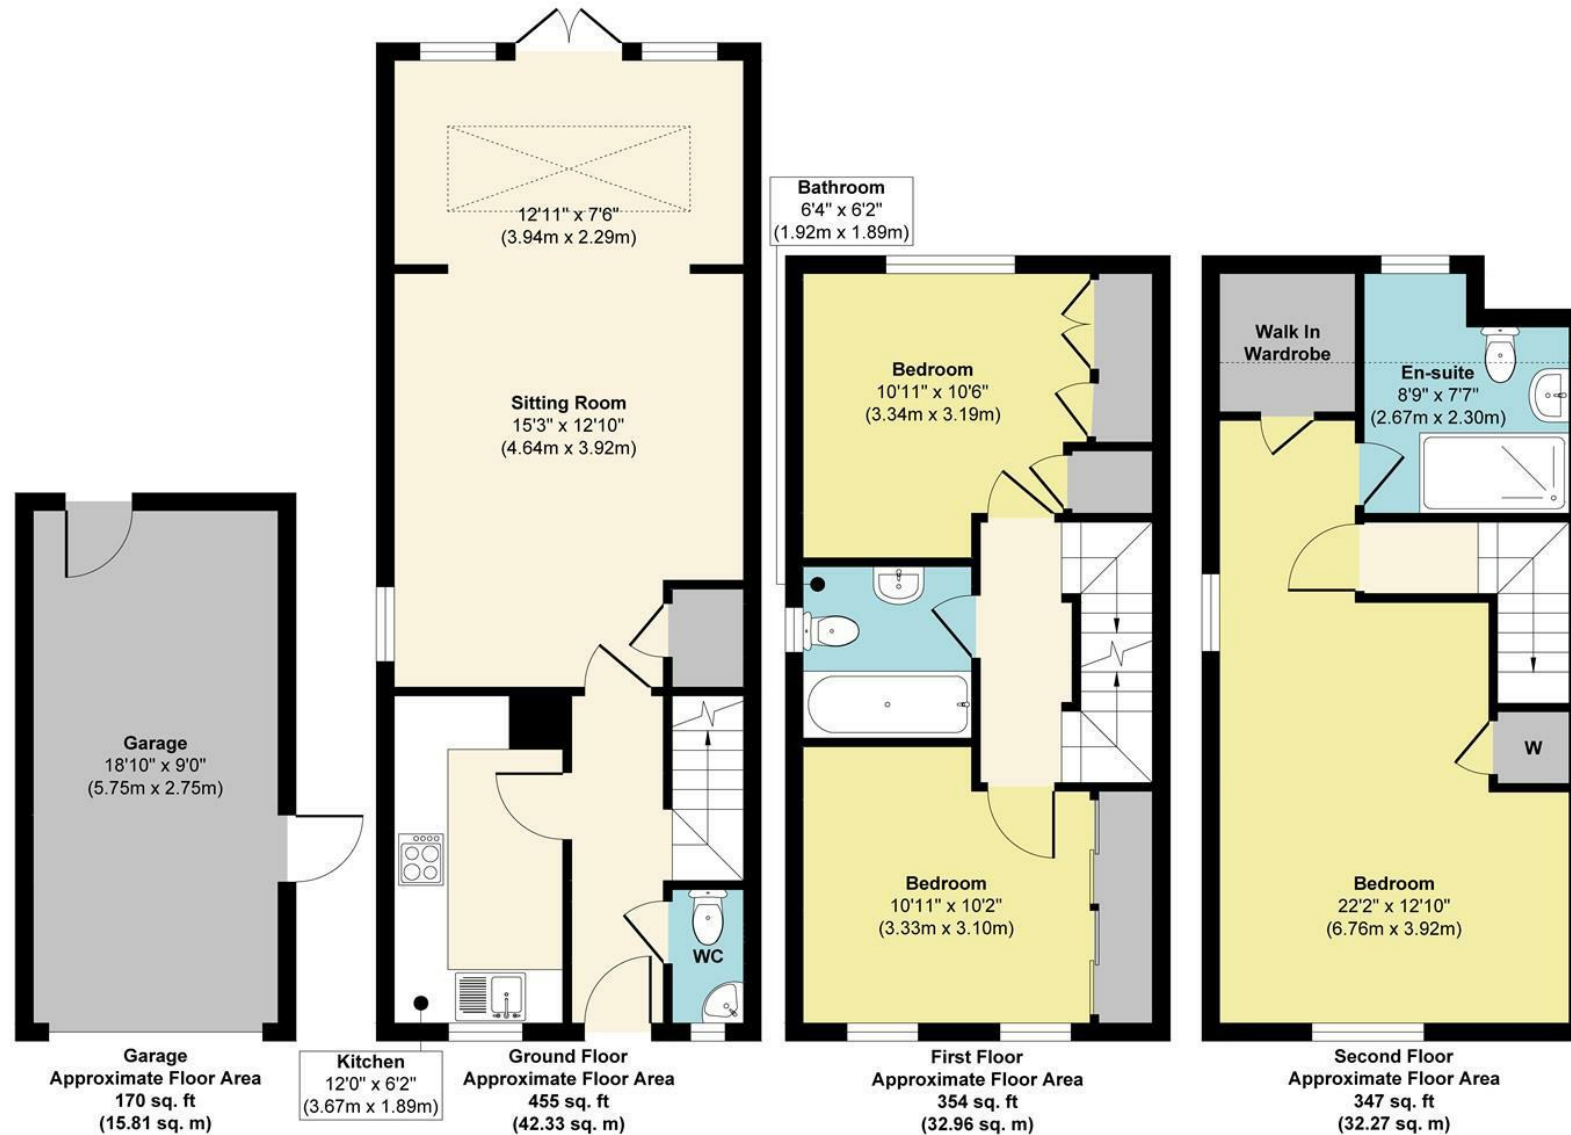 12'11" x 7'6"
(3.94m x 2.29m)
Sitting Room
15'3" x 12'10"
(4.64m x 3.92m)
Garage
18'10" x 9'0"
(5.75m x 2.75m)
WC
Bathroom
6'4" x 6'2"
(1.92m x 1.89m)
Bedroom
10'11" x 10'6"
(3.34m x 3.19m)
Bedroom
10'11" x 10'2"
(3.33m x 3.10m)
Walk In
Wardrobe
En-suite
8'9" x 7'7"
(2.67m x 2.30m)
W
Bedroom
22'2" x 12'10"
(6.76m x 3.92m)
Garage
Approximate Floor Area
170 sq. ft
(15.81 sq. m)
Kitchen
12'0" x 6'2"
(3.67m x 1.89m)
Ground Floor
Approximate Floor Area
455 sq. ft
(42.33 sq. m)
First Floor
Approximate Floor Area
354 sq. ft
(32.96 sq. m)
Second Floor
Approximate Floor Area
347 sq. ft
(32.27 sq. m)